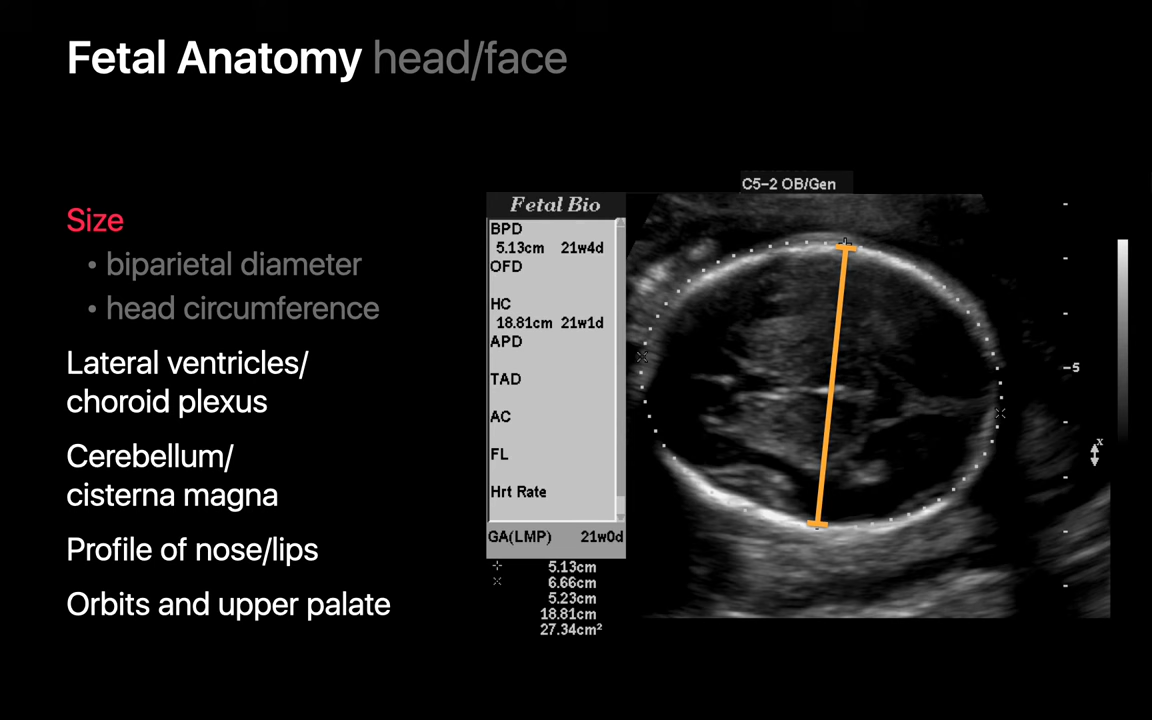 Fetal Anatomy head/face
Size
• biparietal diameter
• head circumference
Lateral ventricles/
choroid plexus
Cerebellum/
cisterna magna
Profile of nose/lips
Orbits and upper palate
C5-2 OB/Gen
Fetal Bio
BPD
5.13cm 21w4d
OFD
HC
18.81cm 21w1d
APD
TAD
AC
FL
Hrt Rate
GA(LMP) 21w0d
5.13cm
6.66cm
5.23cm
18.81cm
27.34cm²
-5
x